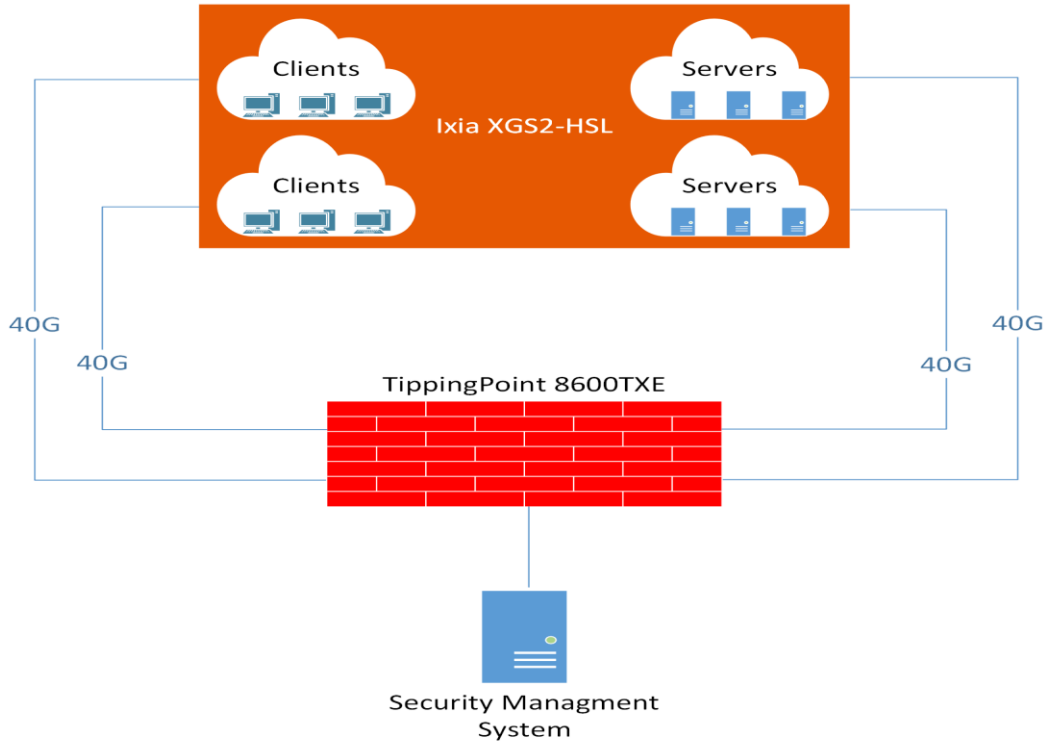 Clients
Servers
Ixia XGS2-HSL
Clients
Servers
40G
40G
40G
40G
TippingPoint 8600TXE
Security Managment
System